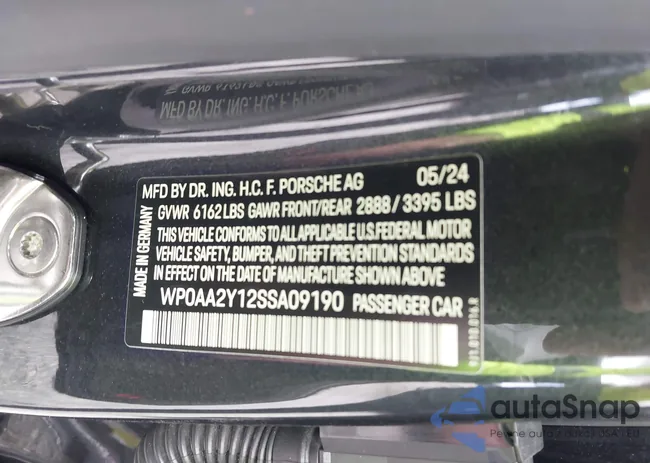 MFD BY DR. ING. H.C. F. PORSCHE AG 05/24
GVWR 6162 LBS GAWR FRONT/REAR 2888 / 3395 LBS
THIS VEHICLE CONFORMS TO ALL APPLICABLE U.S. FEDERAL MOTOR
VEHICLE SAFETY, BUMPER, AND THEFT PREVENTION STANDARDS
IN EFFECT ON THE DATE OF MANUFACTURE SHOWN ABOVE
WP0AA2Y12SSA09190 PASSENGER CAR
MADE IN GERMANY
autoSnap